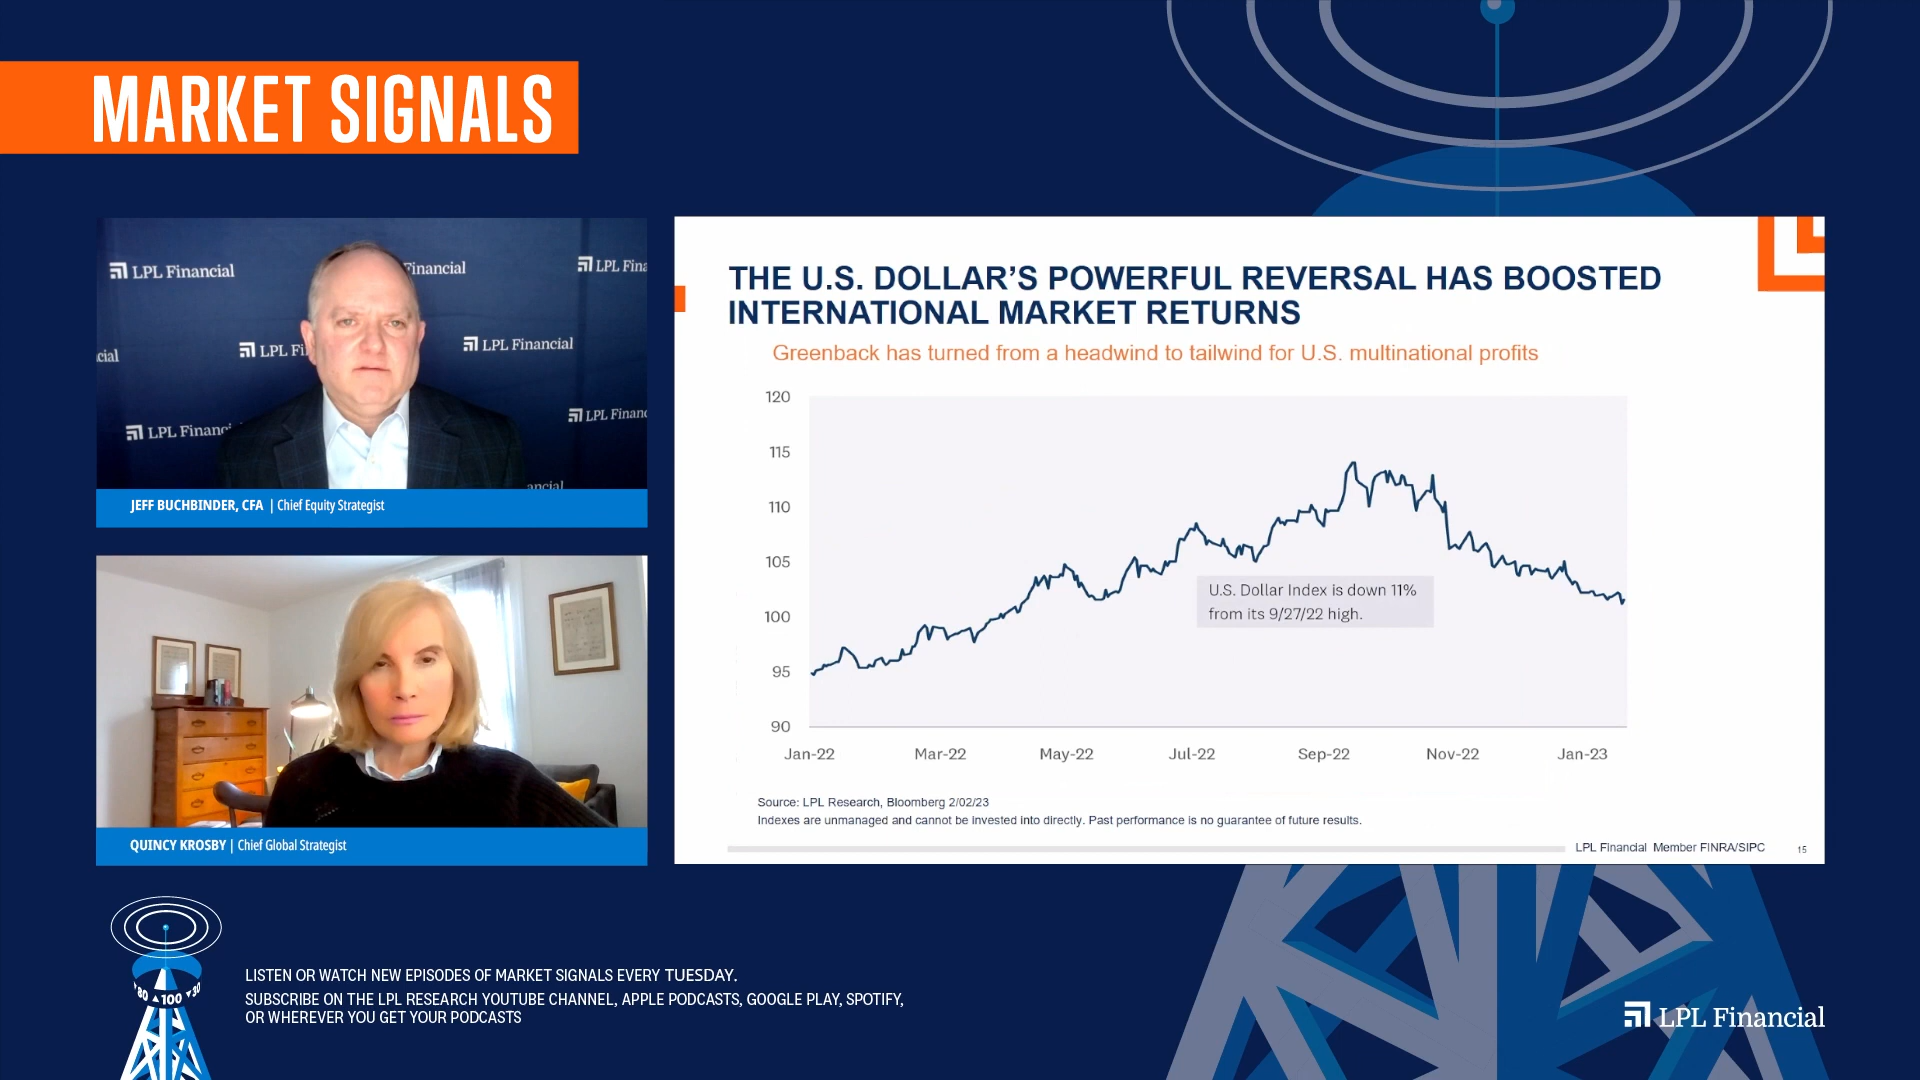 MARKET SIGNALS
LPL Financial
Financial
LPL Fina
cial
LPL Fi
LPL Financial
LPL Financi
LPL Financ
ancial
JEFF BUCHBINDER, CFA | Chief Equity Strategist
QUINCY KROSBY | Chief Global Strategist
THE U.S. DOLLAR’S POWERFUL REVERSAL HAS BOOSTED
INTERNATIONAL MARKET RETURNS
Greenback has turned from a headwind to tailwind for U.S. multinational profits
120
115
110
105
100
95
90
U.S. Dollar Index is down 11%
from its 9/27/22 high.
Jan-22 Mar-22 May-22 Jul-22 Sep-22 Nov-22 Jan-23
Source: LPL Research, Bloomberg 2/02/23
Indexes are unmanaged and cannot be invested into directly. Past performance is no guarantee of future results.
LPL Financial Member FINRA/SIPC 15
80 ▲ 100 ▼ 30
LISTEN OR WATCH NEW EPISODES OF MARKET SIGNALS EVERY TUESDAY.
SUBSCRIBE ON THE LPL RESEARCH YOUTUBE CHANNEL, APPLE PODCASTS, GOOGLE PLAY, SPOTIFY,
OR WHEREVER YOU GET YOUR PODCASTS
LPL Financial